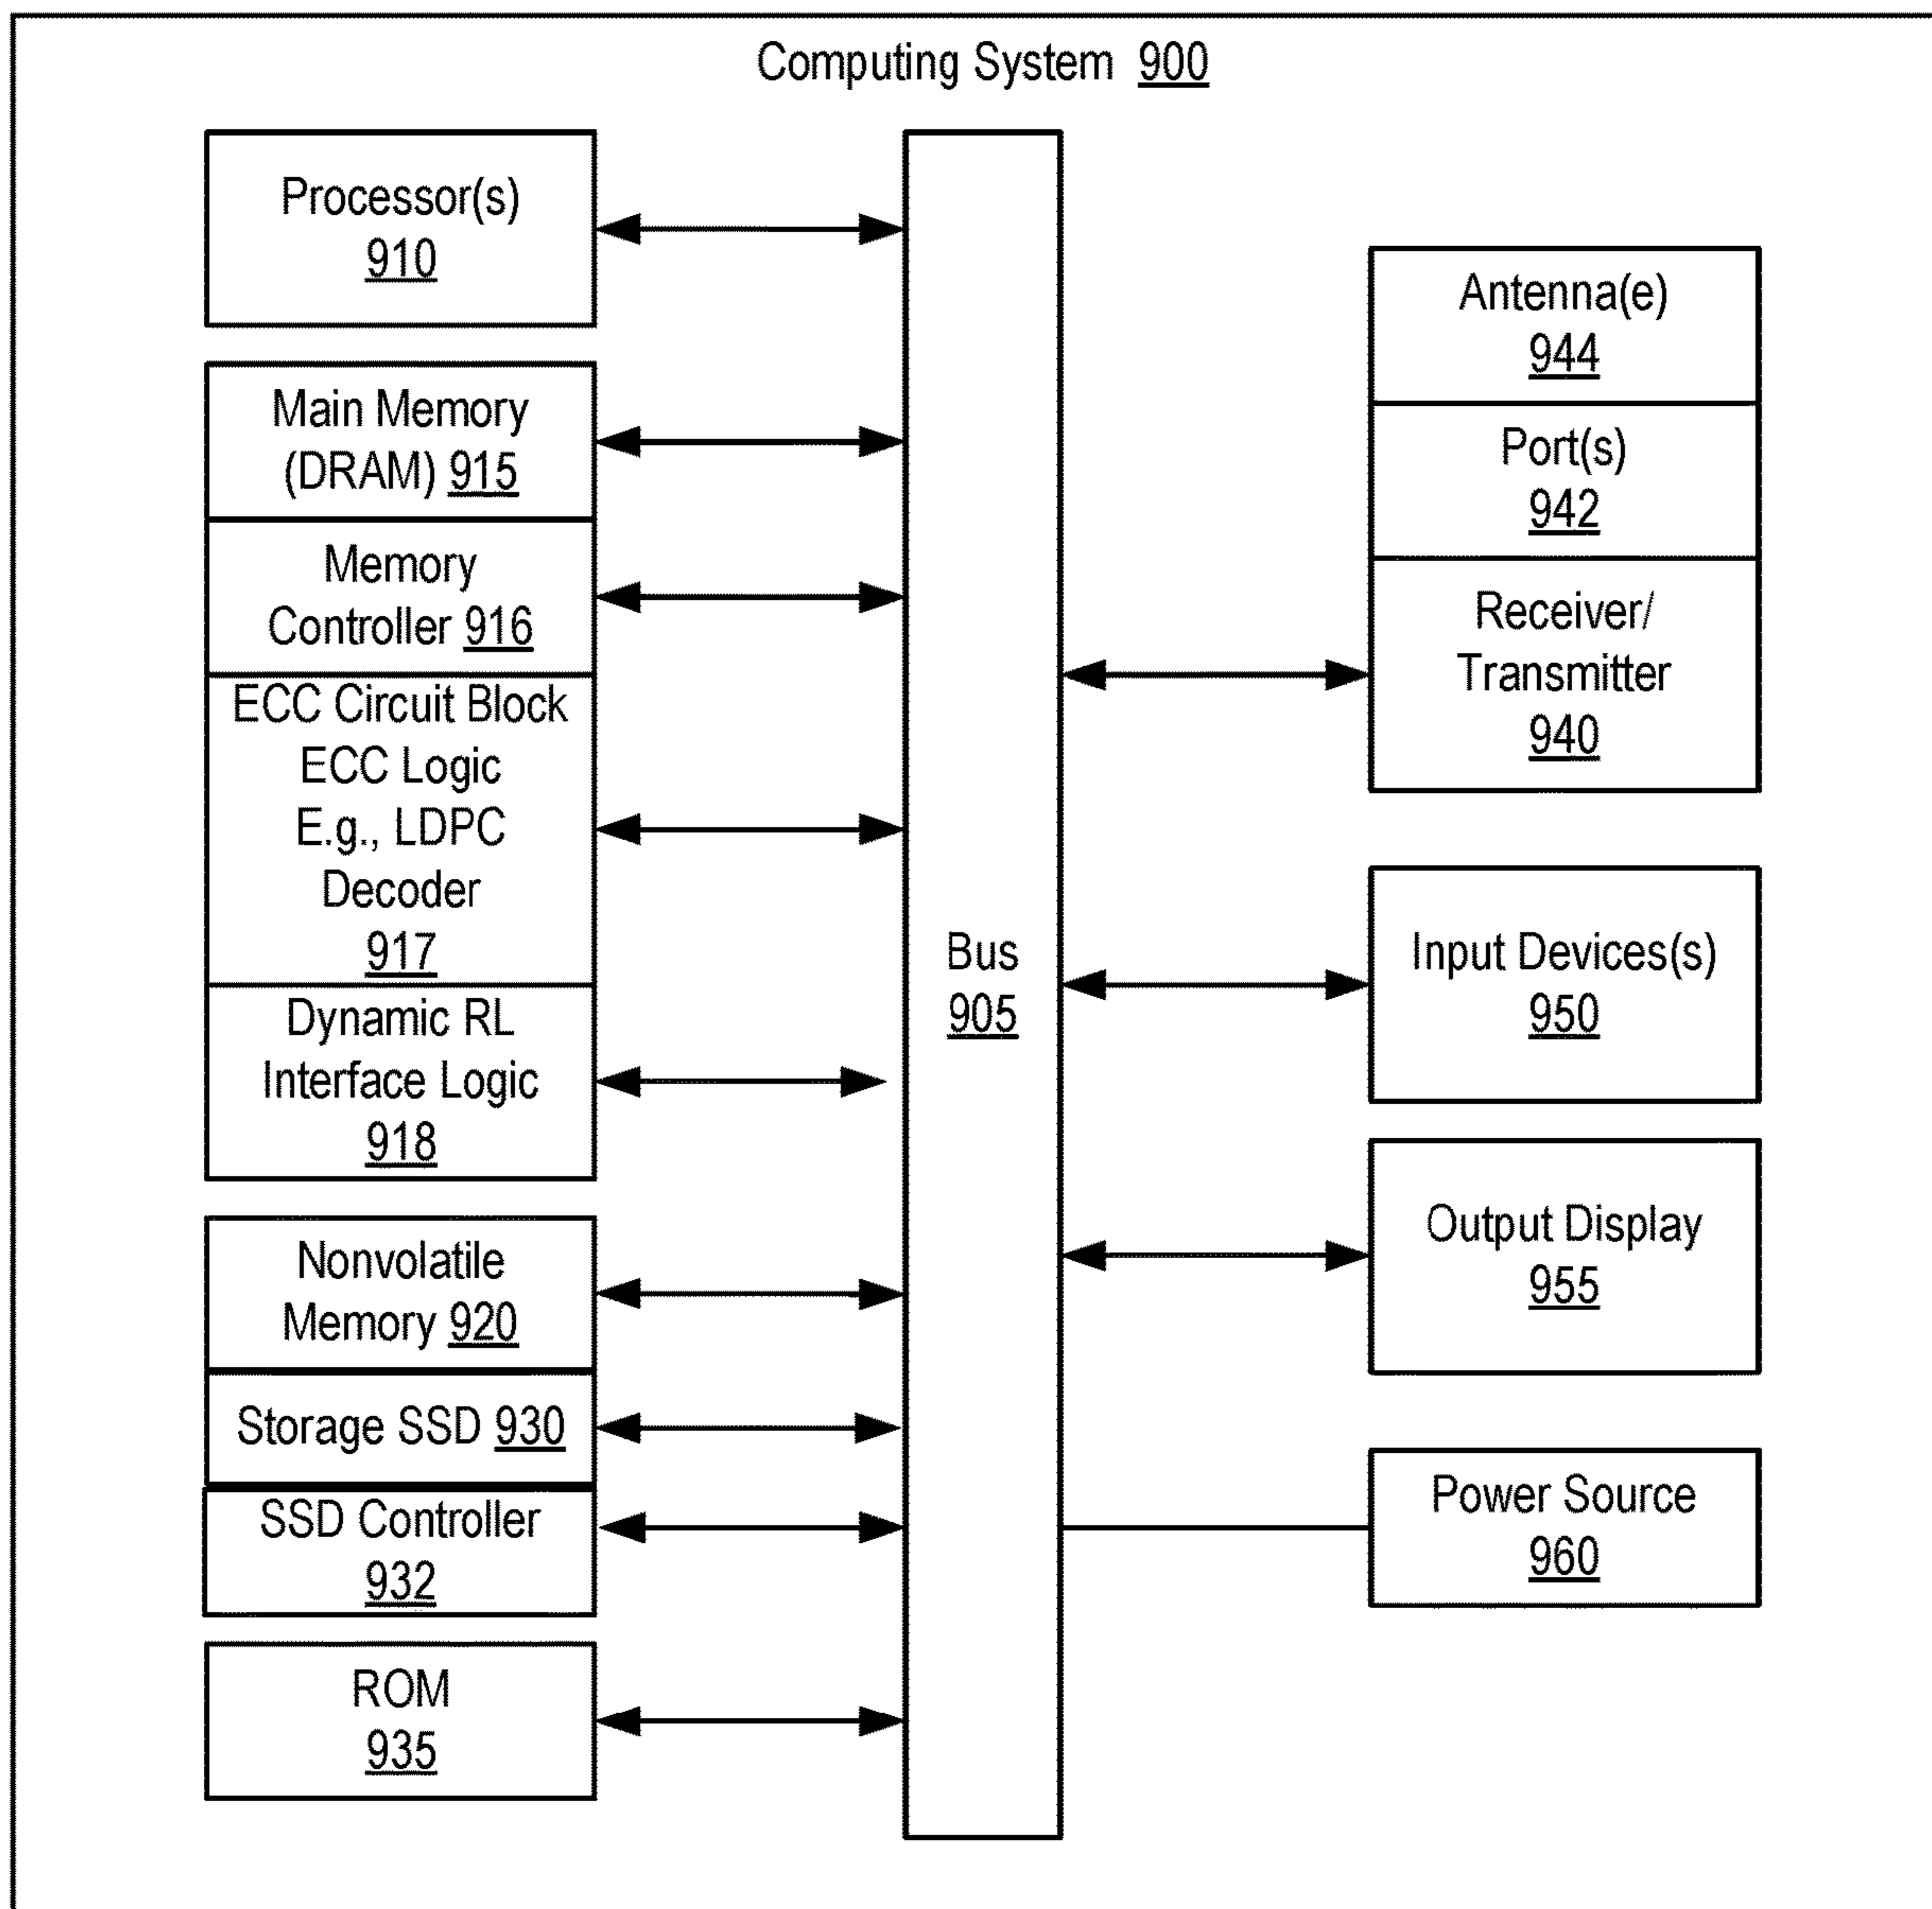 Computing System 900
Processor(s)
910
Main Memory
(DRAM) 915
Memory
Controller 916
ECC Circuit Block
ECC Logic
E.g., LDPC
Decoder
917
Dynamic RL
Interface Logic
918
Nonvolatile
Memory 920
Storage SSD 930
SSD Controller
932
ROM
935
Bus
905
Antenna(e)
944
Port(s)
942
Receiver/
Transmitter
940
Input Devices(s)
950
Output Display
955
Power Source
960